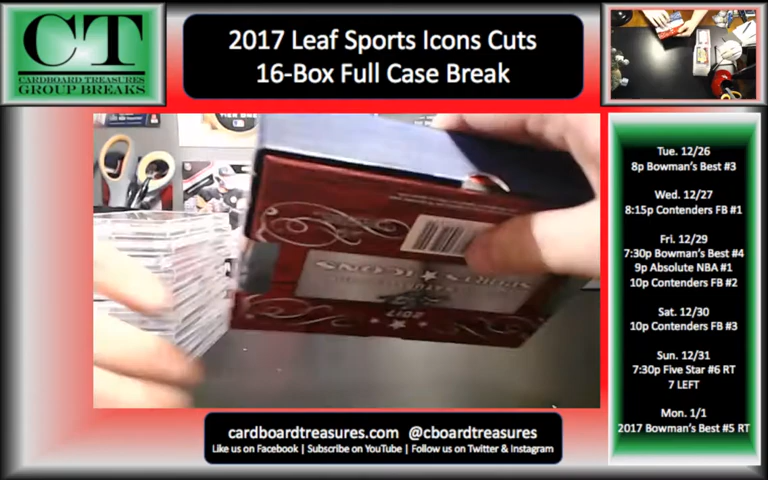 CT
CARDBOARD TREASURES
GROUP BREAKS
2017 Leaf Sports Icons Cuts
16-Box Full Case Break
Tue. 12/26
8p Bowman's Best #3
Wed. 12/27
8:15p Contenders FB #1
Fri. 12/29
7:30p Bowman's Best #4
9p Absolute NBA #1
10p Contenders FB #2
Sat. 12/30
10p Contenders FB #3
Sun. 12/31
7:30p Five Star #6 RT
7 LEFT
Mon. 1/1
2017 Bowman's Best #5 RT
SPORTS ★ ICONS
2017
cardboardtreasures.com @cboardtreasures
Like us on Facebook | Subscribe on YouTube | Follow us on Twitter & Instagram